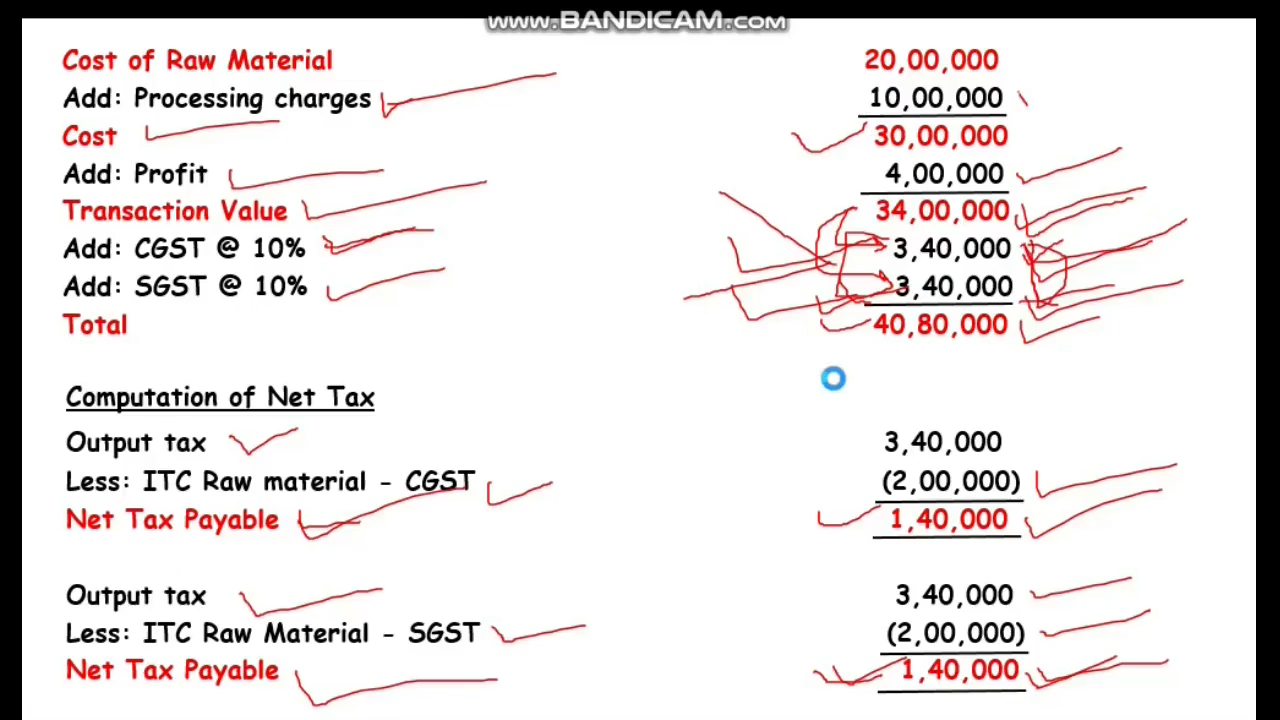 www.BANDICAM.com
Cost of Raw Material 20,00,000
Add: Processing charges 10,00,000
Cost 30,00,000
Add: Profit 4,00,000
Transaction Value 34,00,000
Add: CGST @ 10% 3,40,000
Add: SGST @ 10% 3,40,000
Total 40,80,000
Computation of Net Tax
Output tax 3,40,000
Less: ITC Raw material - CGST (2,00,000)
Net Tax Payable 1,40,000
Output tax 3,40,000
Less: ITC Raw Material - SGST (2,00,000)
Net Tax Payable 1,40,000